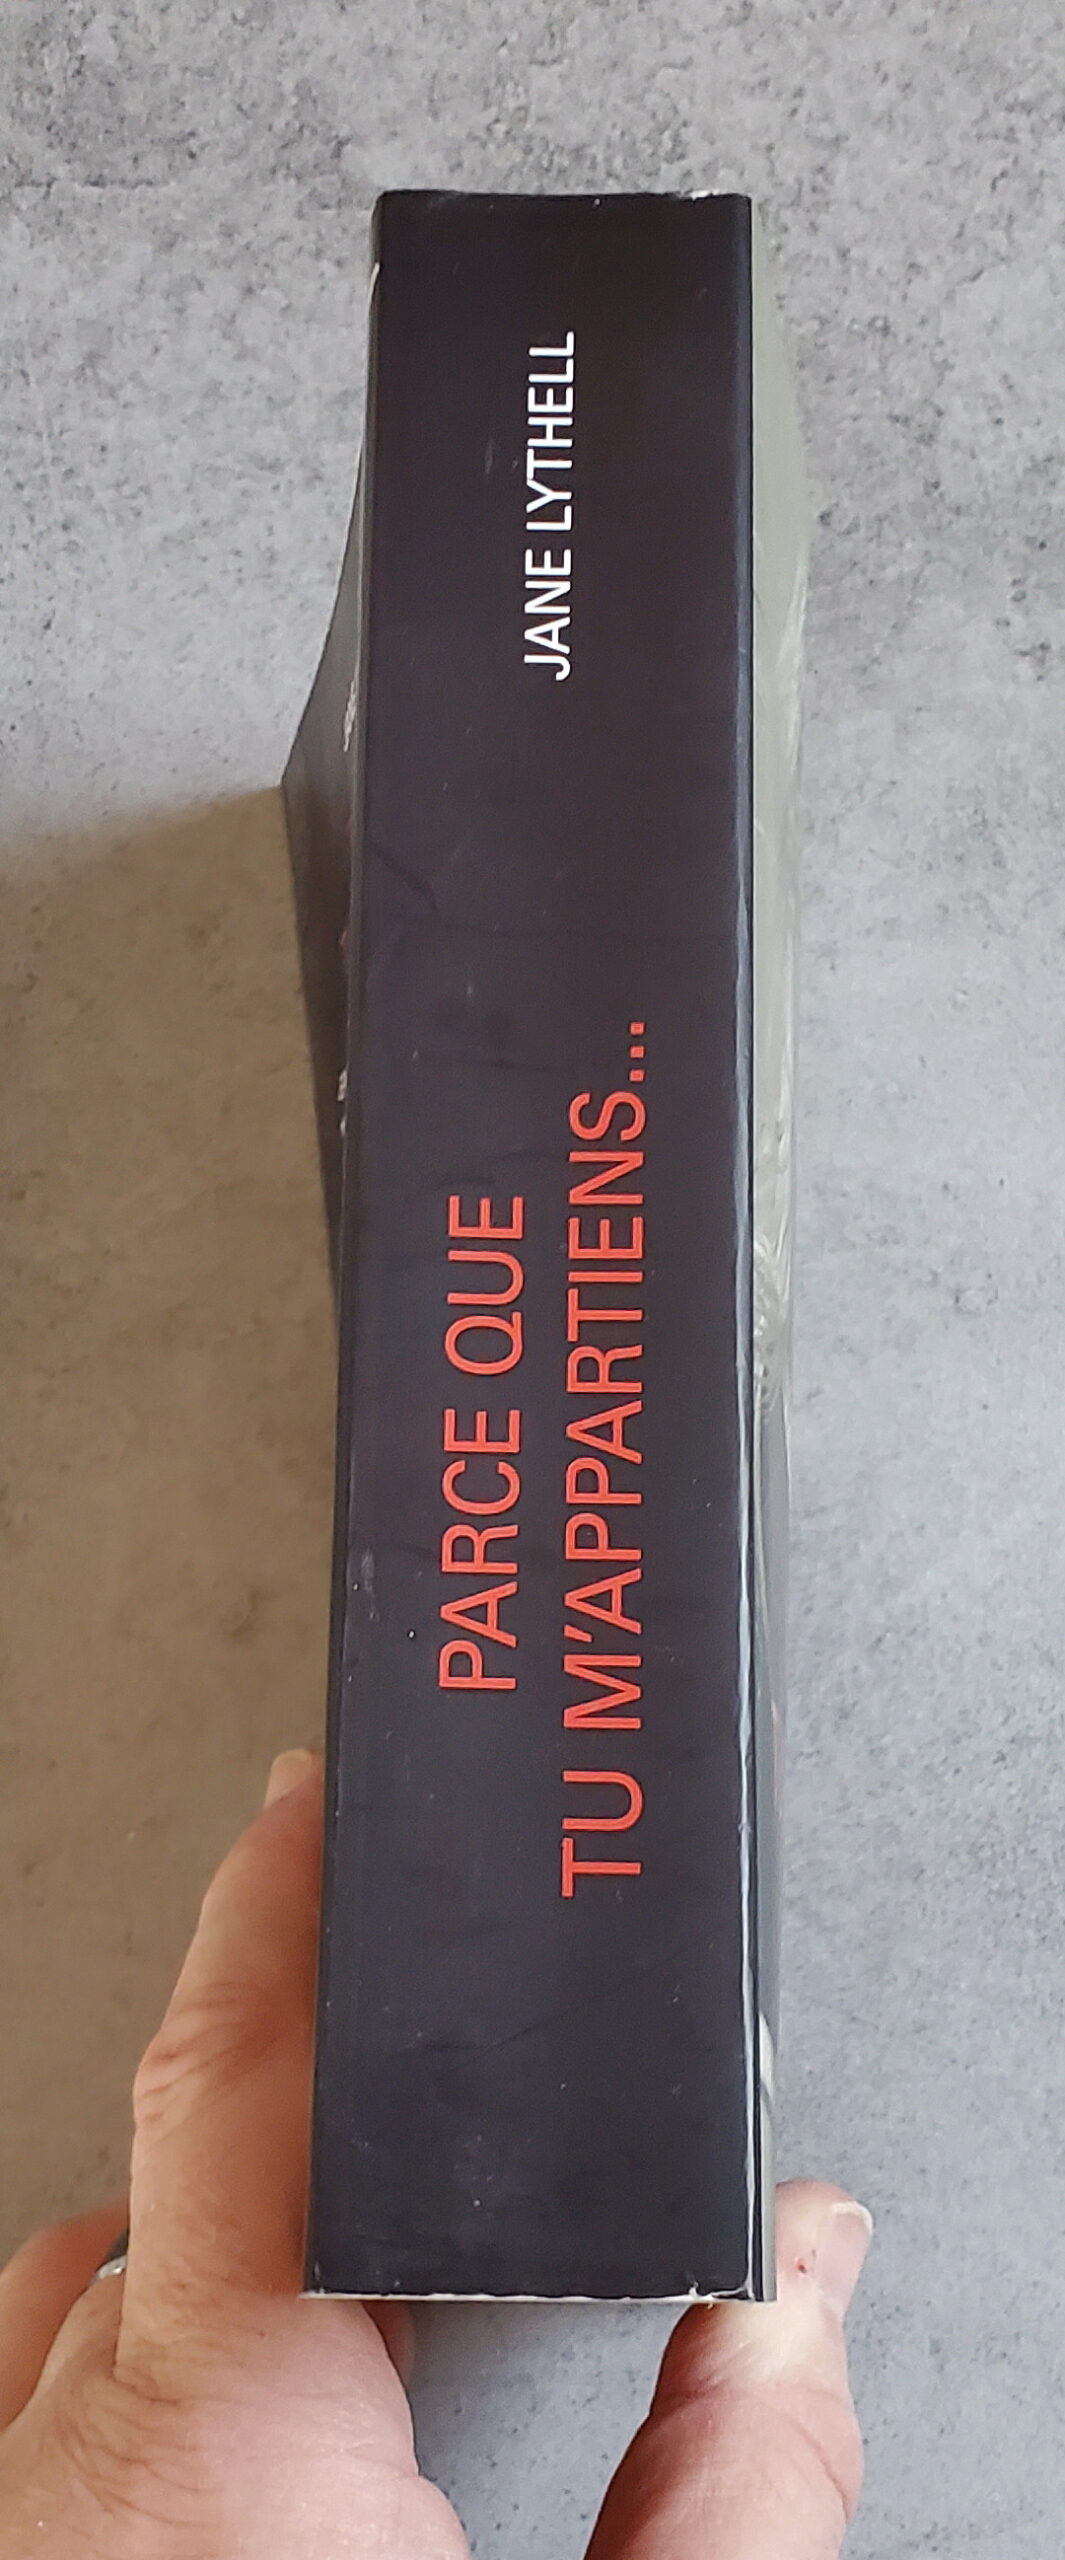 JANE LYTHELL
PARCE QUE
TU M'APPARTIENS...